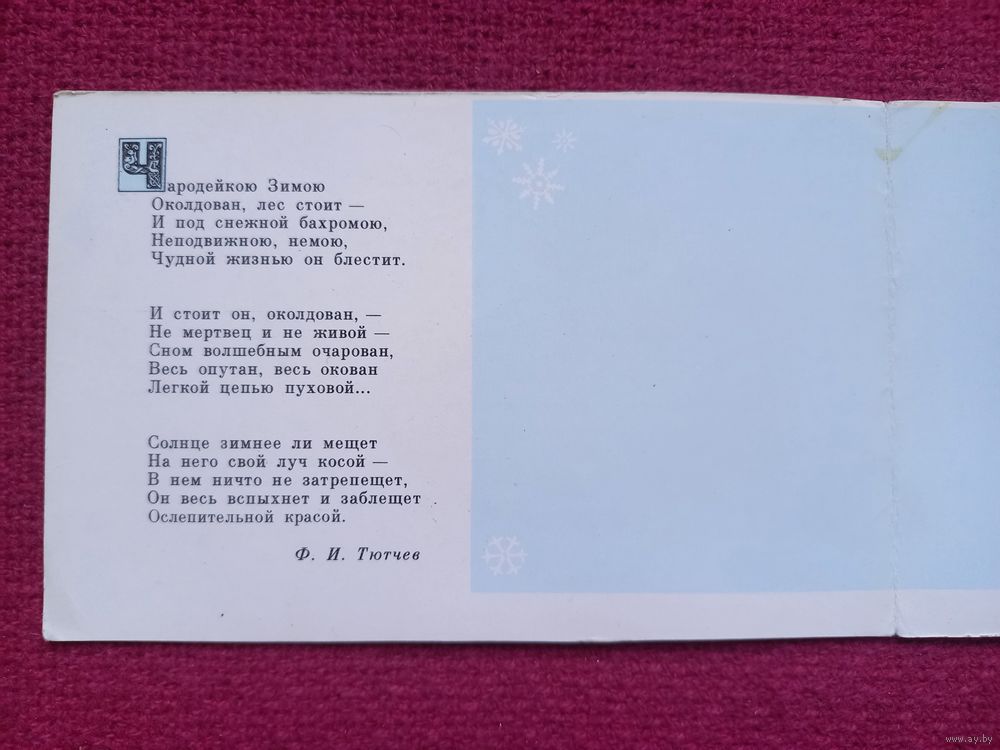 Чародейкою Зимою
Околдован, лес стоит —
И под снежной бахромою,
Неподвижною, немою,
Чудной жизнью он блестит.
И стоит он, околдован, —
Не мертвец и не живой —
Сном волшебным очарован,
Весь опутан, весь окован
Легкой цепью пуховой...
Солнце зимнее ли мещет
На него свой луч косой —
В нем ничто не затрепещет,
Он весь вспыхнет и заблещет
Ослепительной красой.
Ф. И. Тютчев
www.ay.by